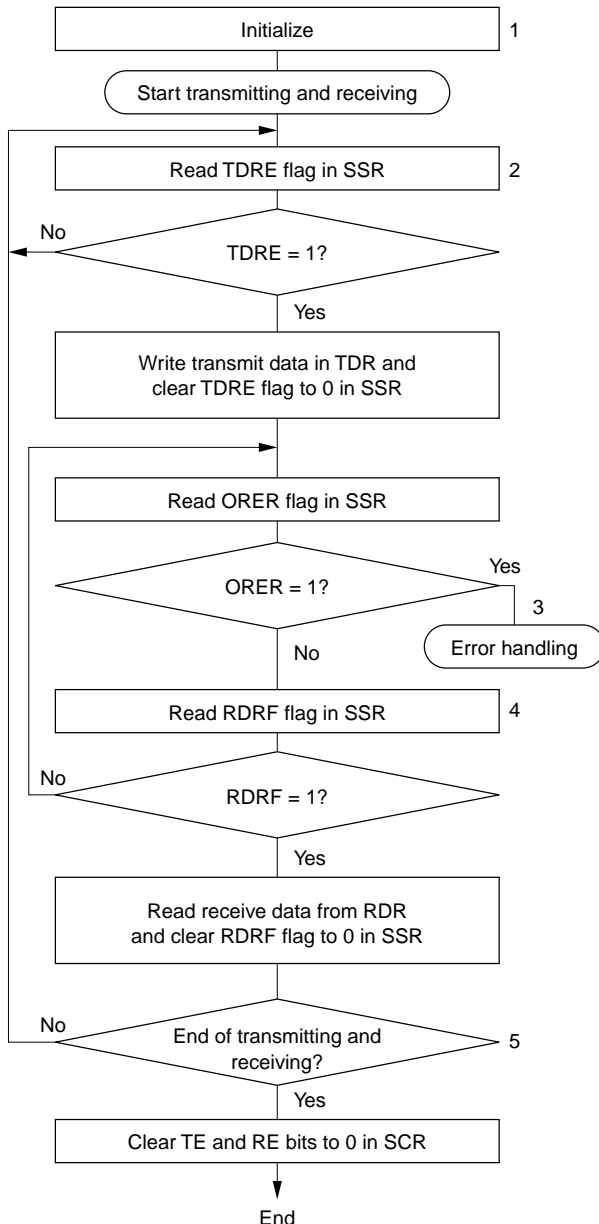 Initialize
1
Start transmitting and receiving
Read TDRE flag in SSR
2
No
TDRE = 1?
Yes
Write transmit data in TDR and
clear TDRE flag to 0 in SSR
Read ORER flag in SSR
Yes
ORER = 1?
3
Error handling
No
Read RDRF flag in SSR
4
No
RDRF = 1?
Yes
Read receive data from RDR
and clear RDRF flag to 0 in SSR
No
End of transmitting and
receiving?
5
Yes
Clear TE and RE bits to 0 in SCR
End